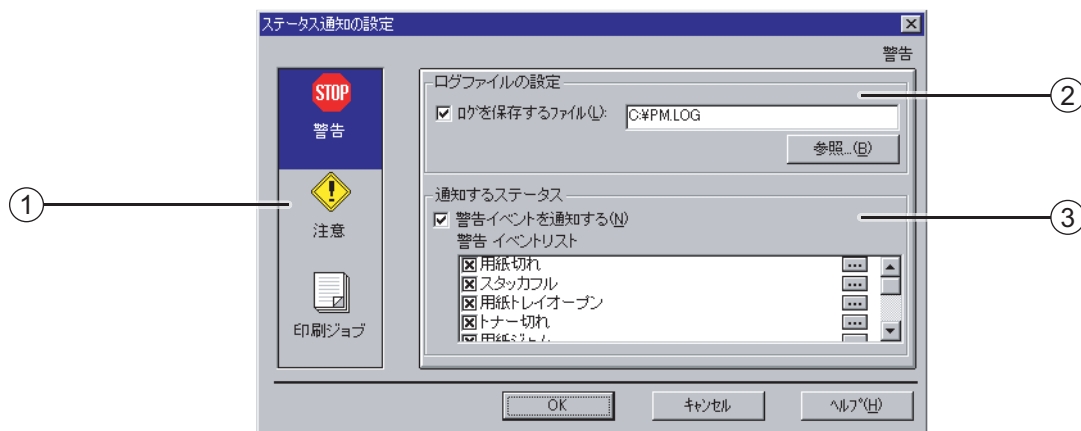 ステータス通知の設定
警告
STOP
警告
注意
印刷ジョブ
ログファイルの設定
ログを保存するファイル(L):
C:¥PM.LOG
参照...(B)
通知するステータス
警告イベントを通知する(N)
警告 イベントリスト
用紙切れ
スタッカフル
用紙トレイオープン
トナー切れ
用紙ジャム
OK
キャンセル
ヘルプ(H)
1
2
3